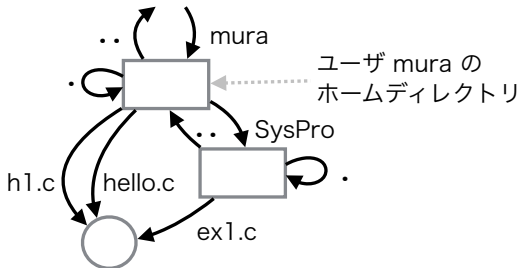 ..
mura
ユーザ mura の
ホームディレクトリ
.
..
SysPro
h1.c
hello.c
.
ex1.c